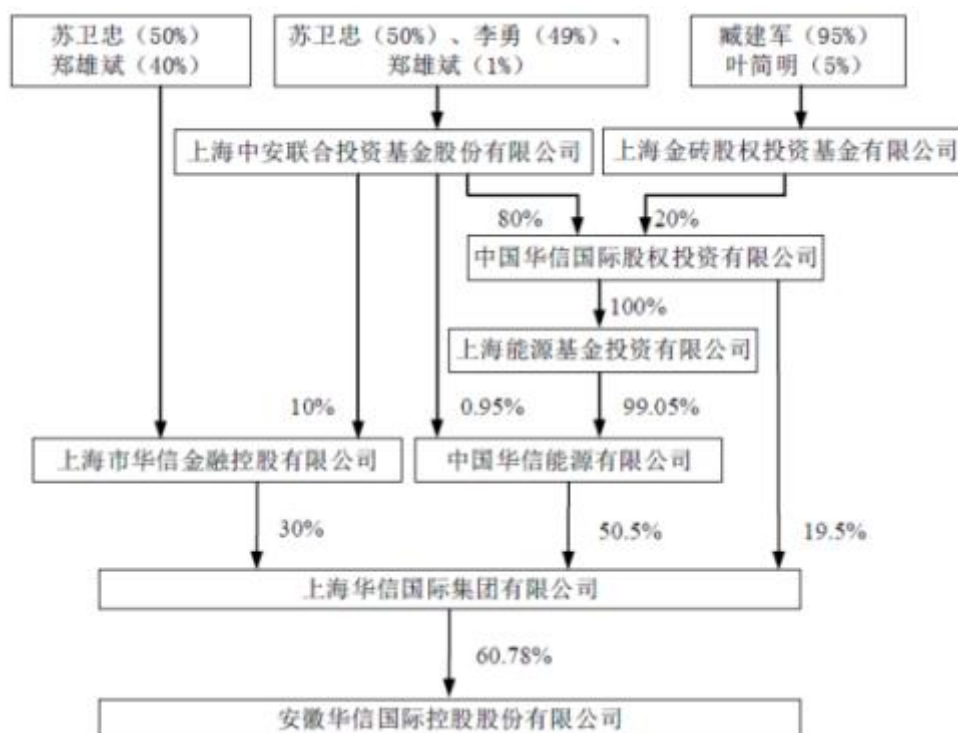 苏卫忠（50%）
郑雄斌（40%）
苏卫忠（50%）、李勇（49%）、
郑雄斌（1%）
臧建军（95%）
叶简明（5%）
上海中安联合投资基金股份有限公司
上海金砖股权投资基金有限公司
80%
20%
中国华信国际股权投资有限公司
100%
上海能源基金投资有限公司
10%
0.95%
99.05%
上海市华信金融控股有限公司
中国华信能源有限公司
30%
50.5%
19.5%
上海华信国际集团有限公司
60.78%
安徽华信国际控股股份有限公司